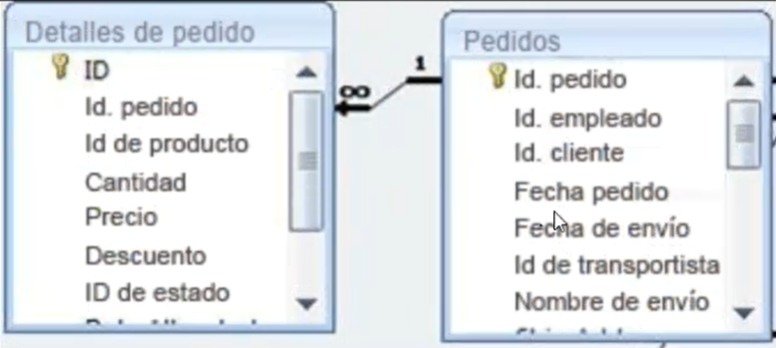 Detalles de pedido
ID
Id. pedido
Id de producto
Cantidad
Precio
Descuento
ID de estado
∞
1
Pedidos
Id. pedido
Id. empleado
Id. cliente
Fecha pedido
Fecha de envío
Id de transportista
Nombre de envío